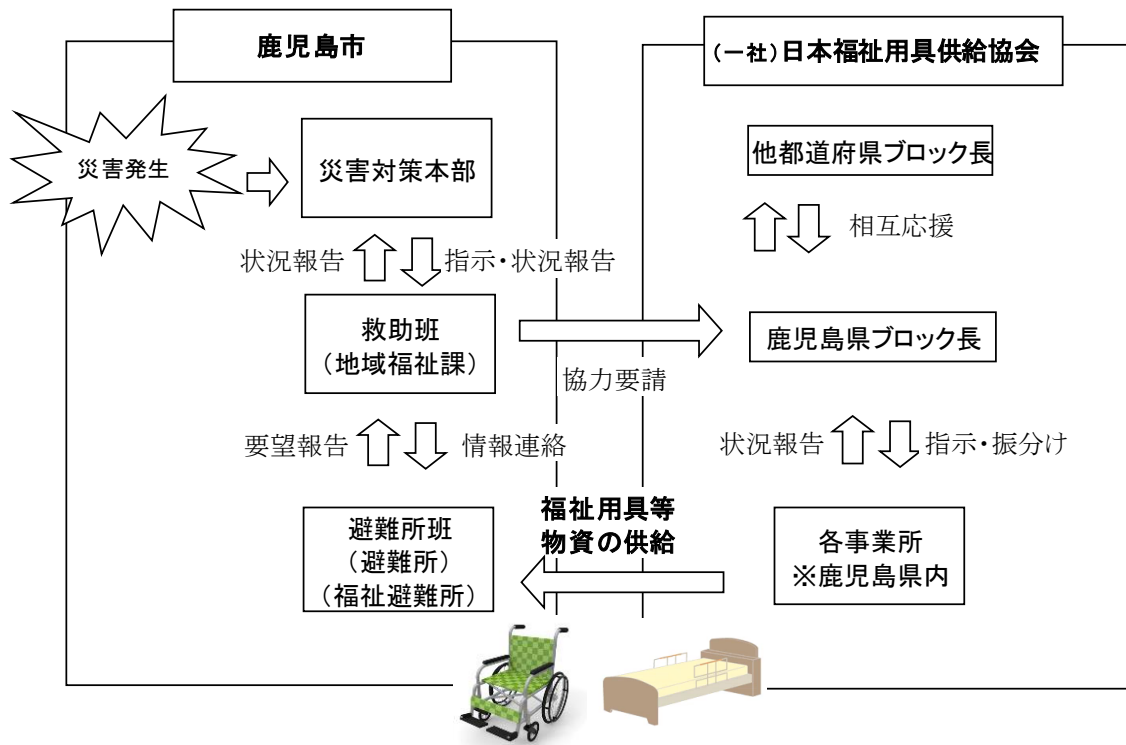 鹿児島市
(一社)日本福祉用具供給協会
災害発生
災害対策本部
他都道府県ブロック長
状況報告
指示・状況報告
相互応援
救助班
(地域福祉課)
協力要請
鹿児島県ブロック長
要望報告
情報連絡
状況報告
指示・振分け
避難所班
(避難所)
(福祉避難所)
福祉用具等
物資の供給
各事業所
※鹿児島県内